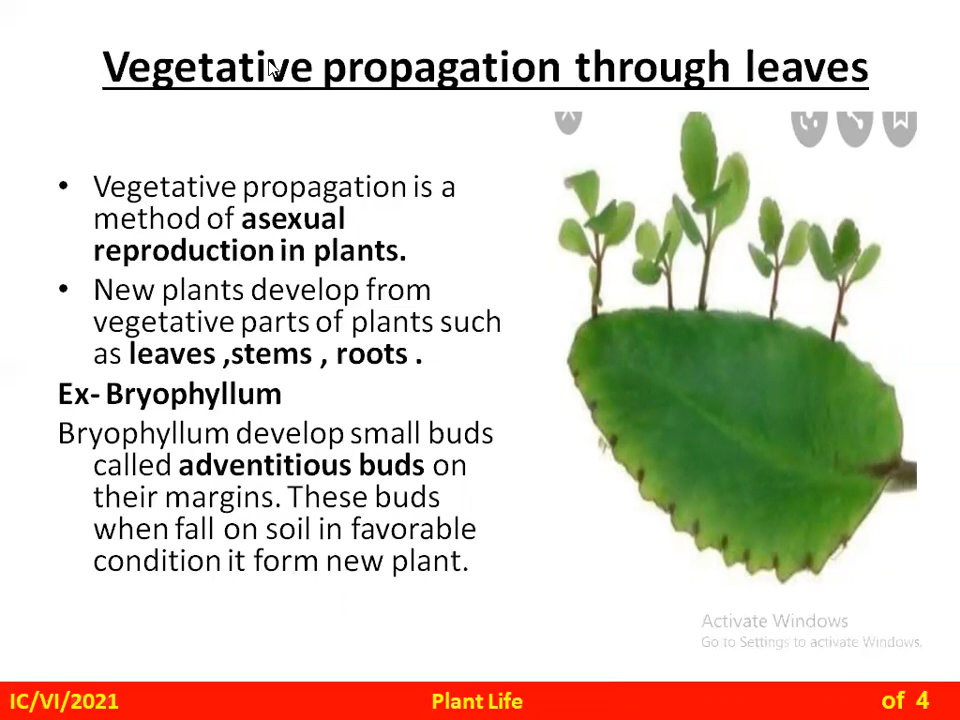 Vegetative propagation through leaves
• Vegetative propagation is a
method of asexual
reproduction in plants.
• New plants develop from
vegetative parts of plants such
as leaves ,stems , roots .
Ex- Bryophyllum
Bryophyllum develop small buds
called adventitious buds on
their margins. These buds
when fall on soil in favorable
condition it form new plant.
Activate Windows
Go to Settings to activate Windows.
IC/VI/2021
Plant Life
of 4